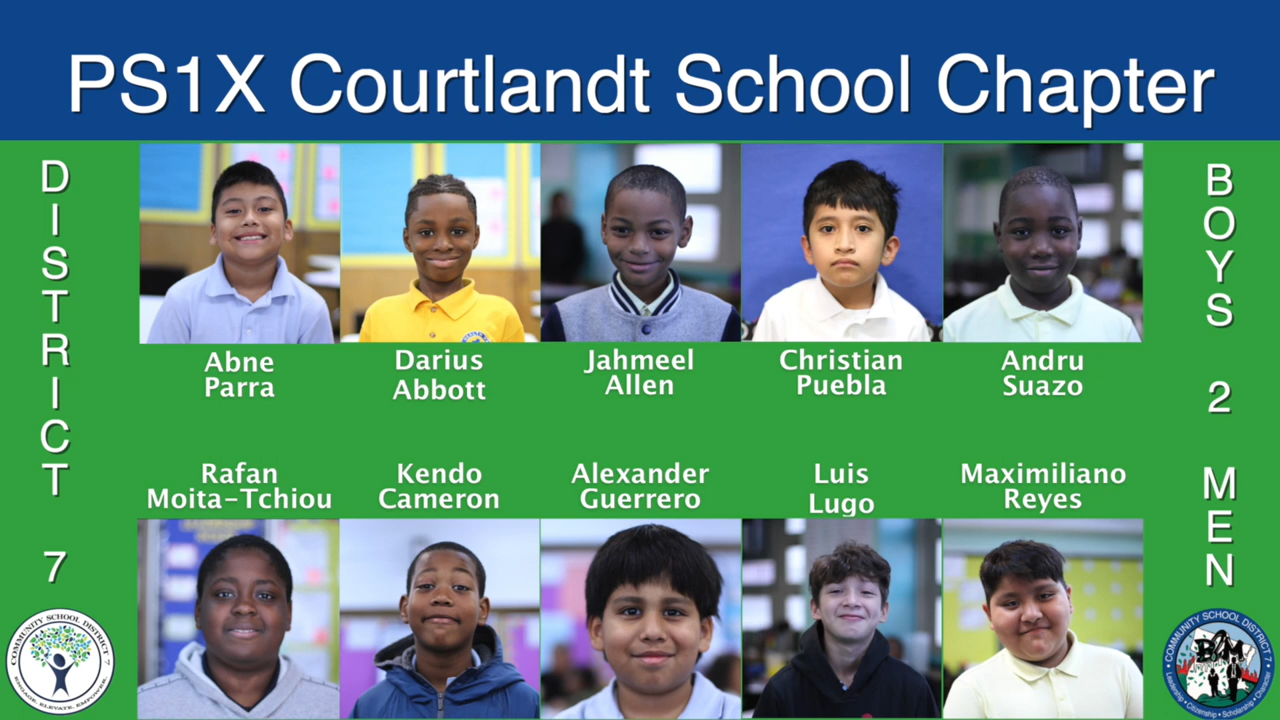 PS1X Courtlandt School Chapter
DISTRICT 7
BOYS 2 MEN
Abne
Parra
Darius
Abbott
Jahmeel
Allen
Christian
Puebla
Andru
Suazo
Rafan
Moita-Tchiou
Kendo
Cameron
Alexander
Guerrero
Luis
Lugo
Maximiliano
Reyes
COMMUNITY SCHOOL DISTRICT 7
ENGAGE. ELEVATE. EMPOWER.
COMMUNITY SCHOOL DISTRICT 7
B2M
Leadership • Citizenship • Scholarship • Character